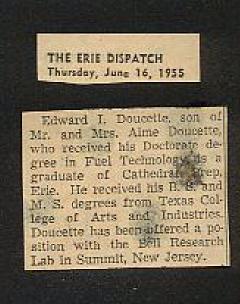 THE ERIE DISPATCH
Thursday, June 16, 1955
Edward I. Doucette, son of
Mr. and Mrs. Aime Doucette,
who received his Doctorate de-
gree in Fuel Technology, is a
graduate of Cathedral Prep,
Erie. He received his B. S. and
M. S. degrees from Texas Col-
lege of Arts and Industries.
Doucette has been offered a po-
sition with the Bell Research
Lab in Summit, New Jersey.